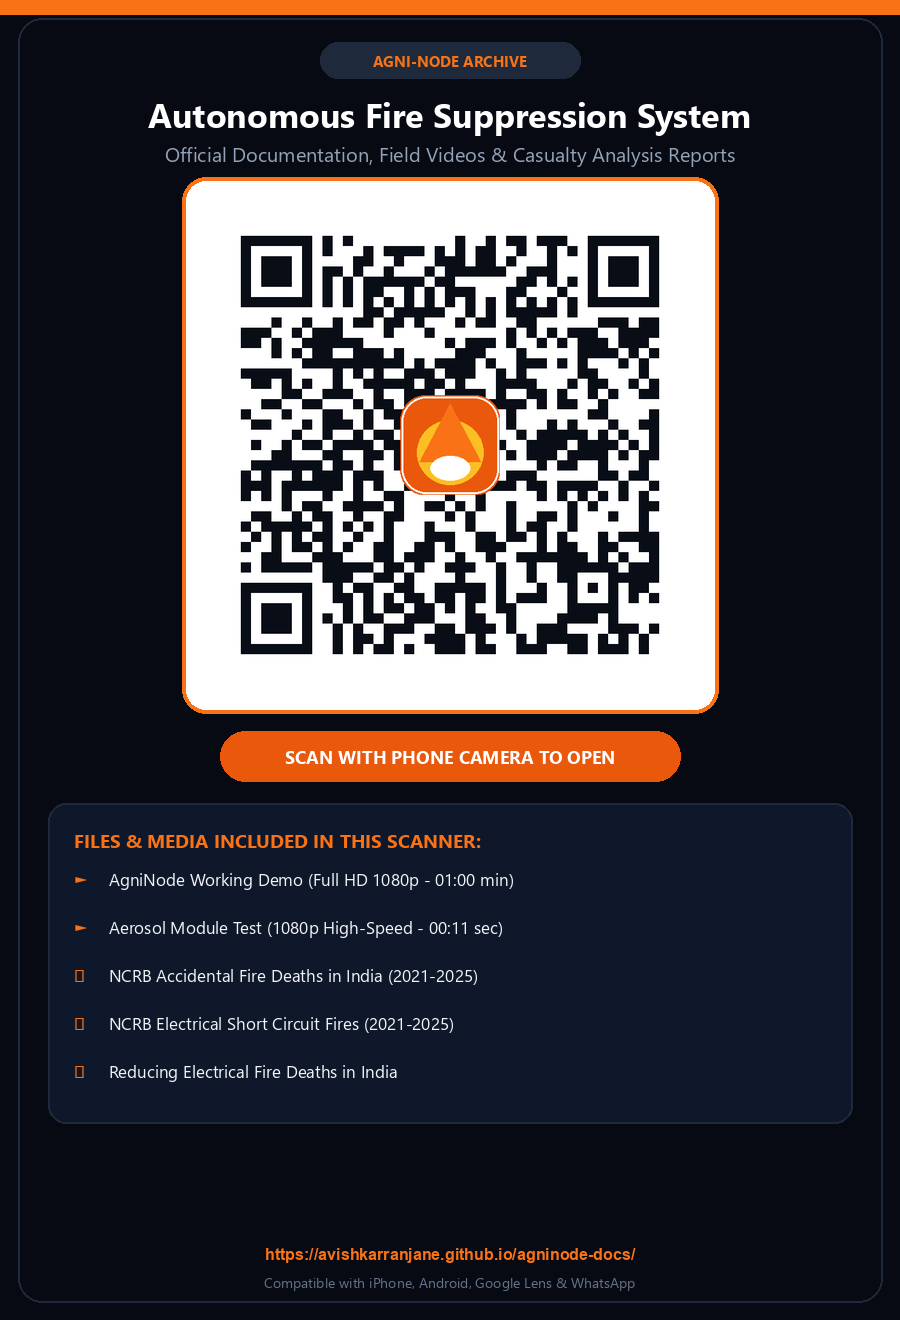 AGNI-NODE ARCHIVE
Autonomous Fire Suppression System
Official Documentation, Field Videos & Casualty Analysis Reports
SCAN WITH PHONE CAMERA TO OPEN
FILES & MEDIA INCLUDED IN THIS SCANNER:
► AgniNode Working Demo (Full HD 1080p - 01:00 min)
► Aerosol Module Test (1080p High-Speed - 00:11 sec)
NCRB Accidental Fire Deaths in India (2021-2025)
NCRB Electrical Short Circuit Fires (2021-2025)
Reducing Electrical Fire Deaths in India
https://avishkarranjane.github.io/agninode-docs/
Compatible with iPhone, Android, Google Lens & WhatsApp